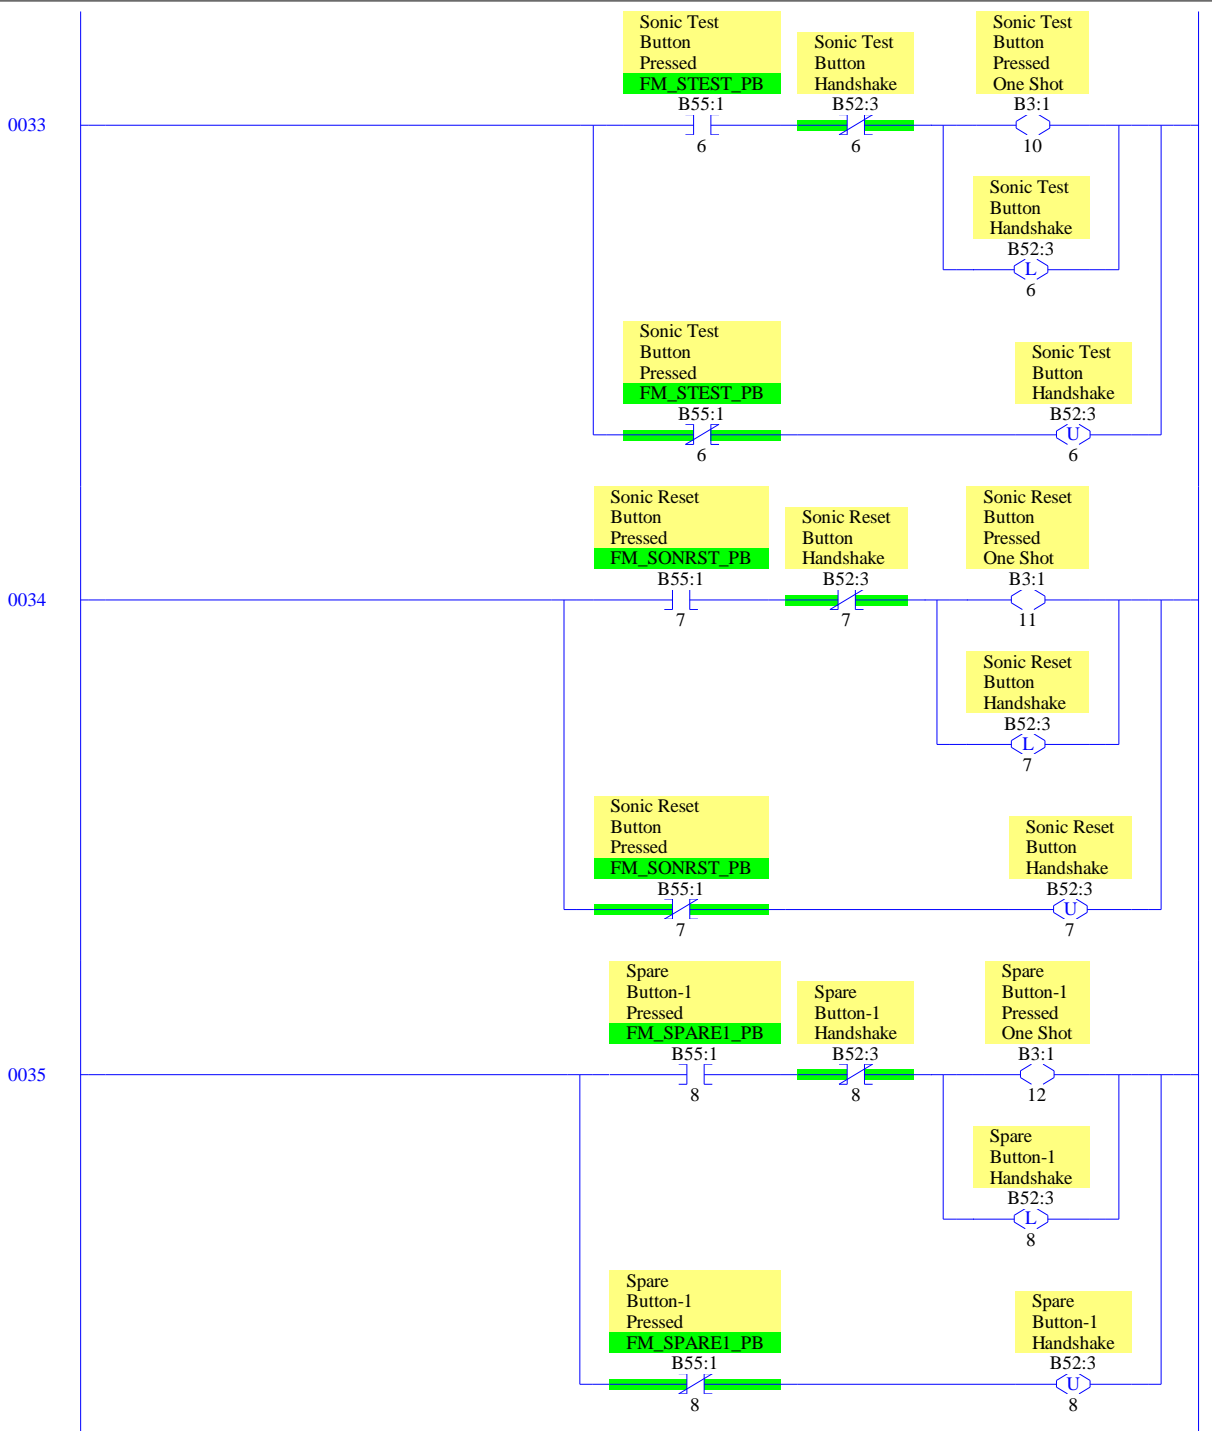 Sonic Test
Button
Pressed
FM_STEST_PB
B55:1
6
Sonic Test
Button
Handshake
B52:3
6
Sonic Test
Button
Pressed
One Shot
B3:1
10
0033
Sonic Test
Button
Handshake
B52:3
L
6
Sonic Test
Button
Pressed
FM_STEST_PB
B55:1
6
Sonic Test
Button
Handshake
B52:3
U
6
Sonic Reset
Button
Pressed
FM_SONRST_PB
B55:1
7
Sonic Reset
Button
Handshake
B52:3
7
Sonic Reset
Button
Pressed
One Shot
B3:1
11
0034
Sonic Reset
Button
Handshake
B52:3
L
7
Sonic Reset
Button
Pressed
FM_SONRST_PB
B55:1
7
Sonic Reset
Button
Handshake
B52:3
U
7
Spare
Button-1
Pressed
FM_SPARE1_PB
B55:1
8
Spare
Button-1
Handshake
B52:3
8
Spare
Button-1
Pressed
One Shot
B3:1
12
0035
Spare
Button-1
Handshake
B52:3
L
8
Spare
Button-1
Pressed
FM_SPARE1_PB
B55:1
8
Spare
Button-1
Handshake
B52:3
U
8